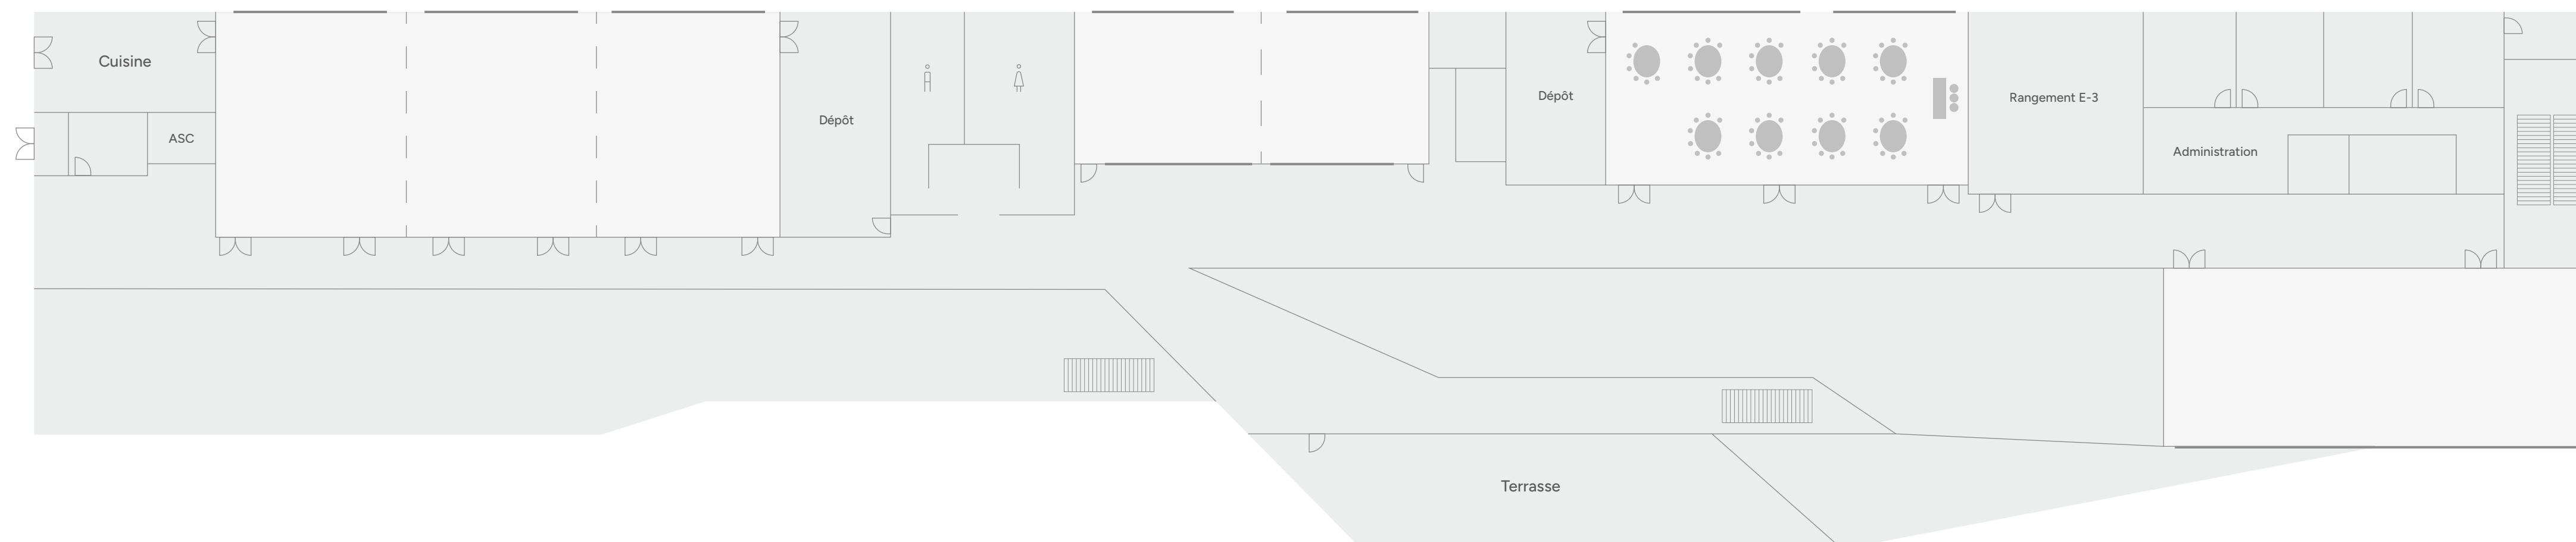 Cuisine
ASC
Dépôt
Dépôt
Rangement E-3
Administration
Terrasse